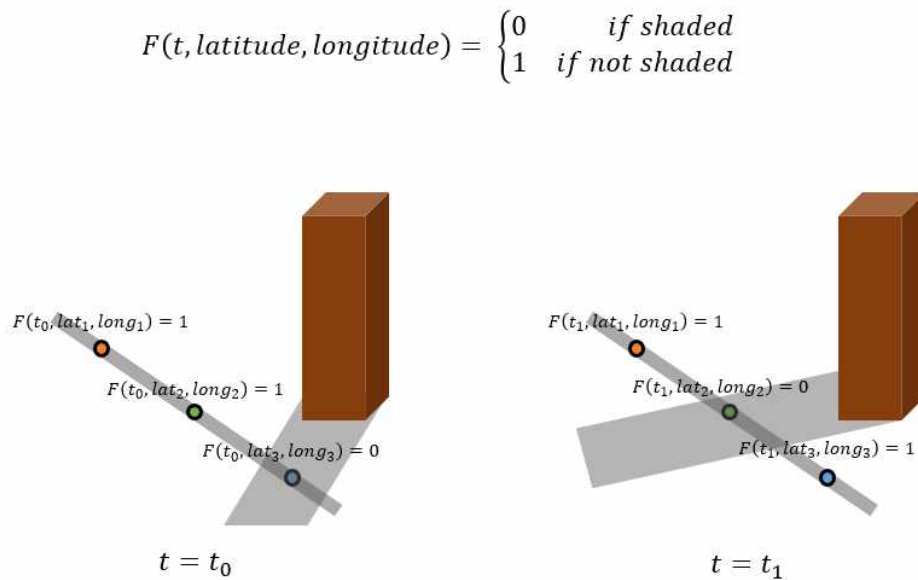 F(t, latitude, longitude) = {0 if shaded
1 if not shaded
F(t₀, lat₁, long₁) = 1
F(t₀, lat₂, long₂) = 1
F(t₀, lat₃, long₃) = 0
t = t₀
F(t₁, lat₁, long₁) = 1
F(t₁, lat₂, long₂) = 0
F(t₁, lat₃, long₃) = 1
t = t₁